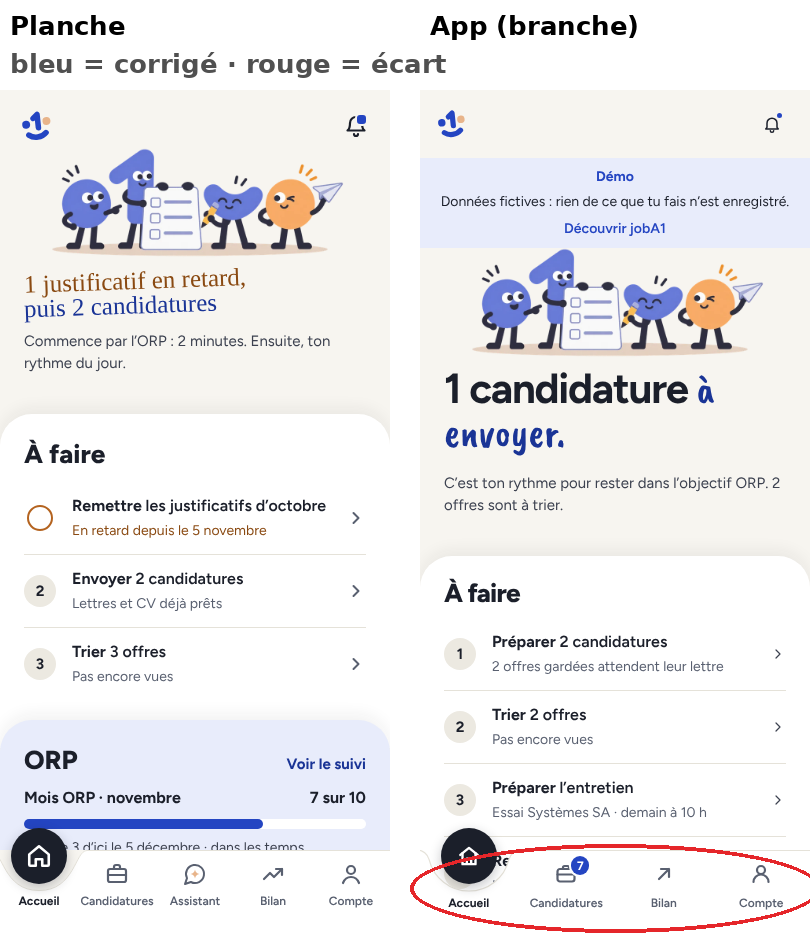 Planche
bleu = corrigé · rouge = écart
1 justificatif en retard,
puis 2 candidatures
Commence par l'ORP : 2 minutes. Ensuite, ton
rythme du jour.
À faire
Remettre les justificatifs d'octobre
En retard depuis le 5 novembre
2
Envoyer 2 candidatures
Lettres et CV déjà prêts
3
Trier 3 offres
Pas encore vues
ORP
Voir le suivi
Mois ORP · novembre
7 sur 10
3 d'ici le 5 décembre · dans les temps
Accueil
Candidatures
Assistant
Bilan
Compte
App (branche)
Démo
Données fictives : rien de ce que tu fais n'est enregistré.
Découvrir jobA1
1 candidature à
envoyer.
C'est ton rythme pour rester dans l'objectif ORP. 2
offres sont à trier.
À faire
1
Préparer 2 candidatures
2 offres gardées attendent leur lettre
2
Trier 2 offres
Pas encore vues
3
Préparer l'entretien
Essai Systèmes SA · demain à 10 h
7
Accueil
Candidatures
Bilan
Compte